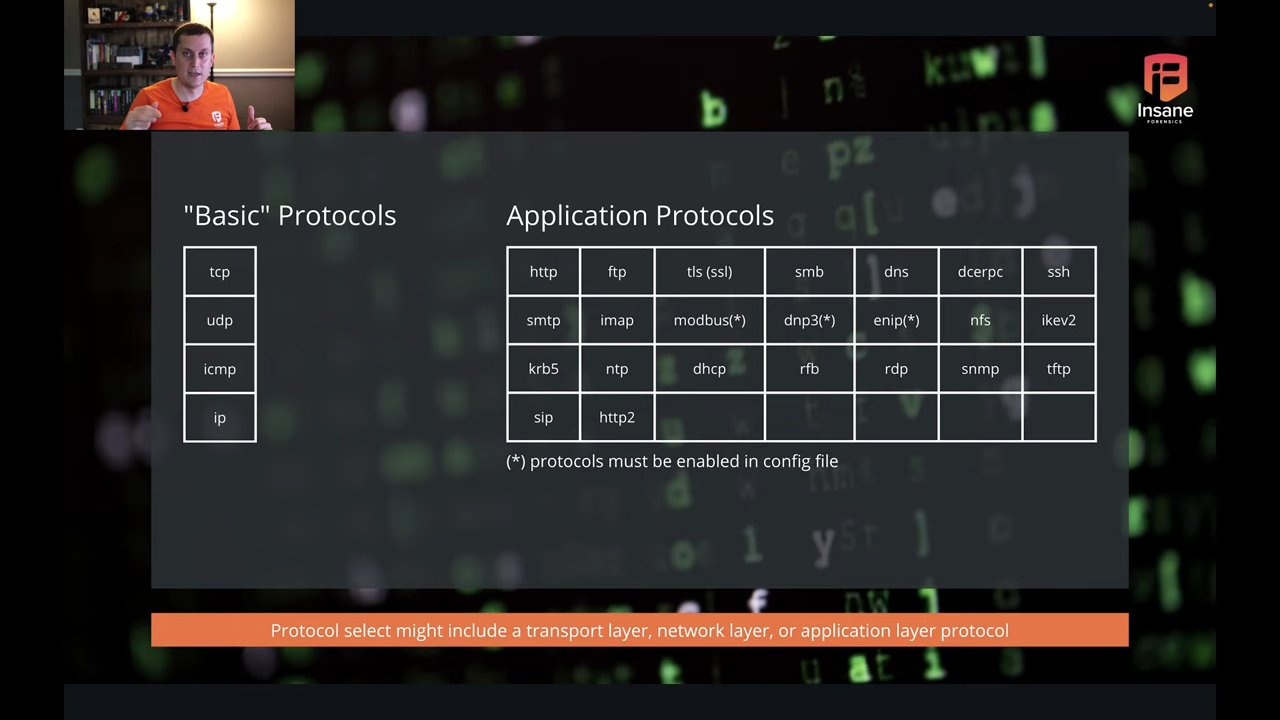 Insane
FORENSICS
"Basic" Protocols
tcp
udp
icmp
ip
Application Protocols
http ftp tls (ssl) smb dns dcerpc ssh
smtp imap modbus(*) dnp3(*) enip(*) nfs ikev2
krb5 ntp dhcp rfb rdp snmp tftp
sip http2
(*) protocols must be enabled in config file
Protocol select might include a transport layer, network layer, or application layer protocol